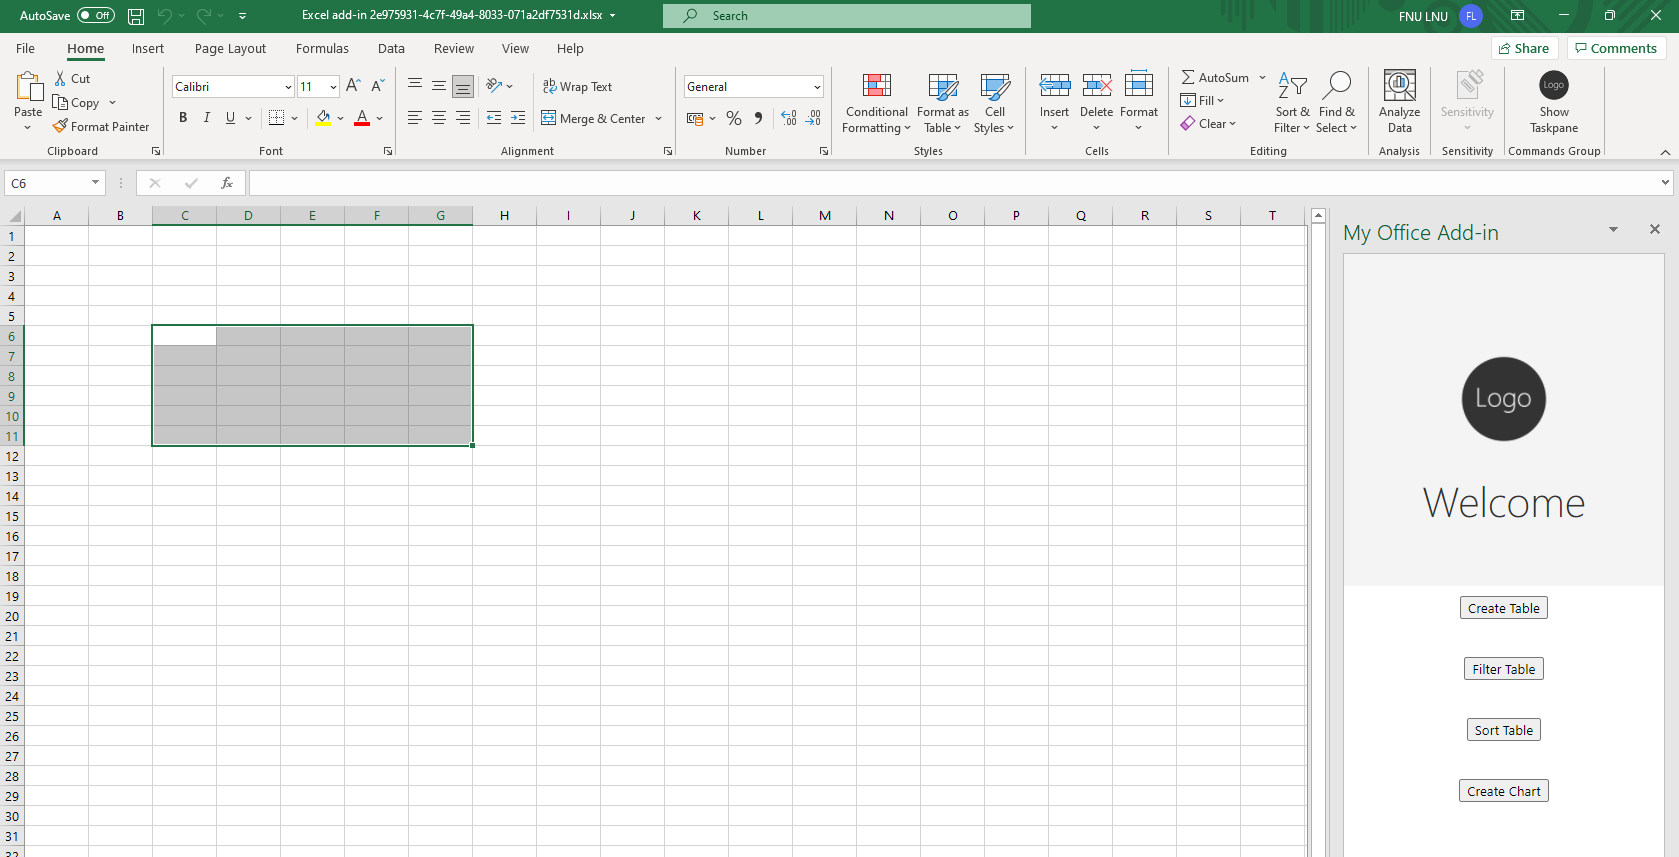 AutoSave Off Excel add-in 2e975931-4c7f-49a4-8033-071a2df7531d.xlsx Search FNU LNU FL
File Home Insert Page Layout Formulas Data Review View Help Share Comments
Paste
Cut
Copy
Format Painter
Clipboard
Calibri 11
B I U A
Font
ab Wrap Text
Merge & Center
Alignment
General
%
Number
Conditional Formatting
Format as Table
Cell Styles
Styles
Insert Delete Format
Cells
AutoSum
Fill
Clear
Sort & Filter
Find & Select
Editing
Analyze Data
Analysis
Sensitivity
Sensitivity
Logo
Show Taskpane
Commands Group
C6 fx
A B C D E F G H I J K L M N O P Q R S T
1
2
3
4
5
6
7
8
9
10
11
12
13
14
15
16
17
18
19
20
21
22
23
24
25
26
27
28
29
30
31
32
My Office Add-in
Logo
Welcome
Create Table
Filter Table
Sort Table
Create Chart